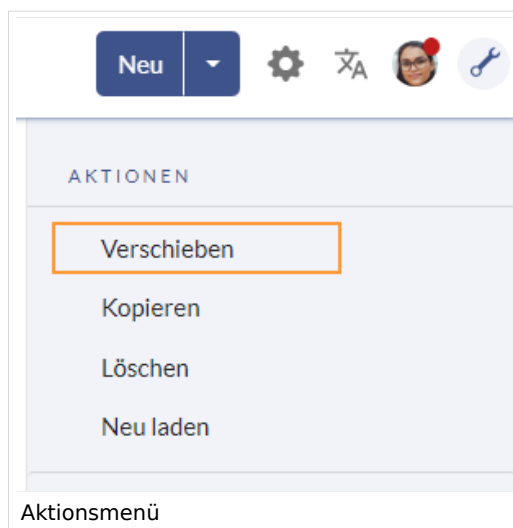 Neu
AKTIONEN
Verschieben
Kopieren
Löschen
Neu laden
Aktionsmenü